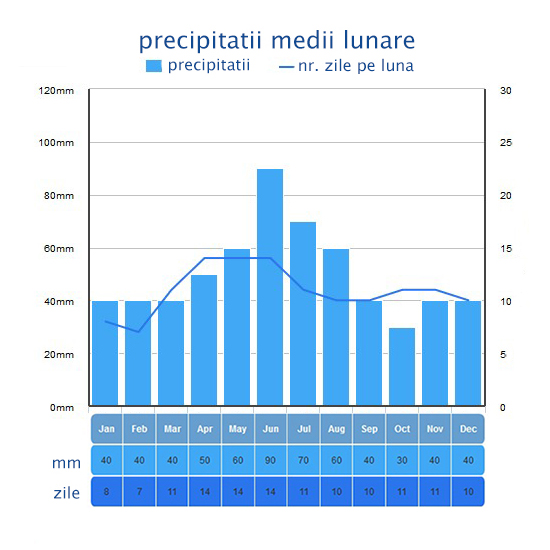 precipitatii medii lunare
precipitatii nr. zile pe luna
120mm 30
100mm 25
80mm 20
60mm 15
40mm 10
20mm 5
0mm 0
Jan Feb Mar Apr May Jun Jul Aug Sep Oct Nov Dec
mm 40 40 40 50 60 90 70 60 40 30 40 40
zile 8 7 11 14 14 14 11 10 10 11 11 10